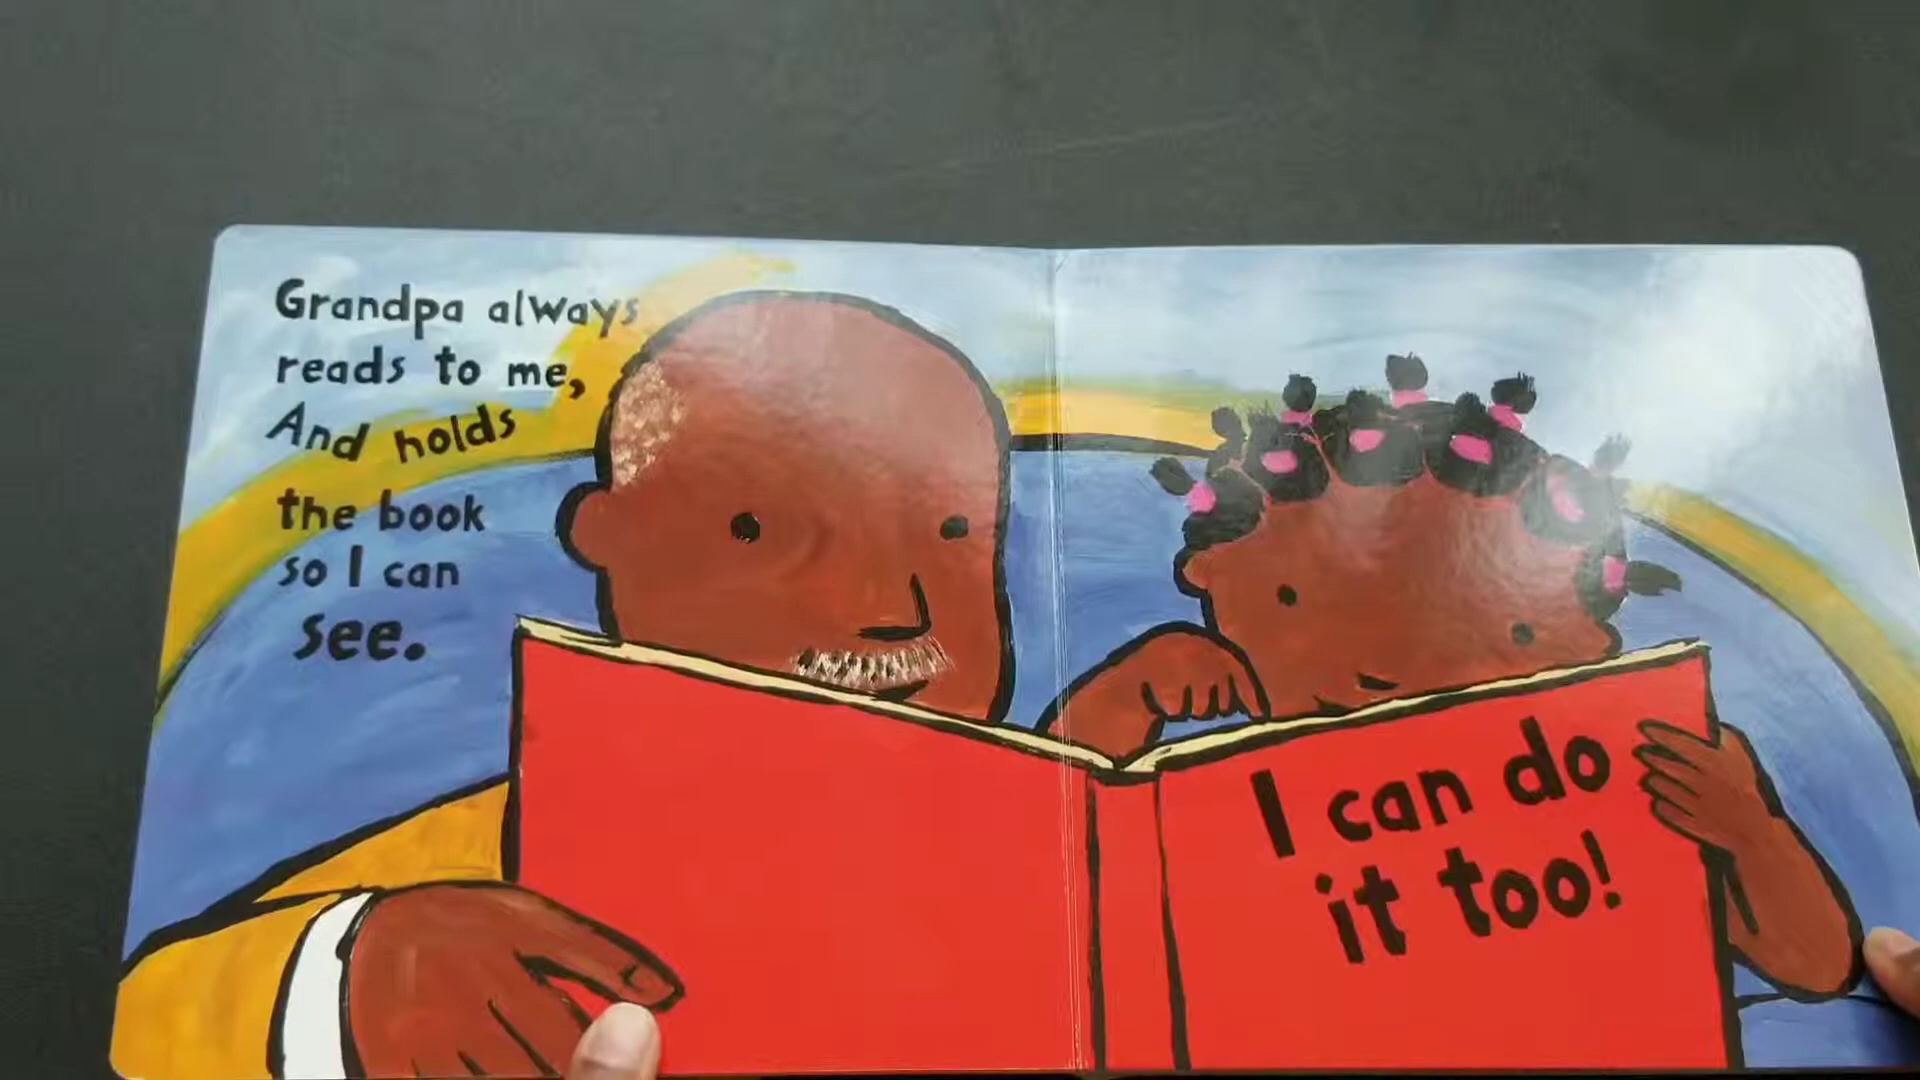 Grandpa always
reads to me,
And holds
the book
so I can
see.
I can do
it too!